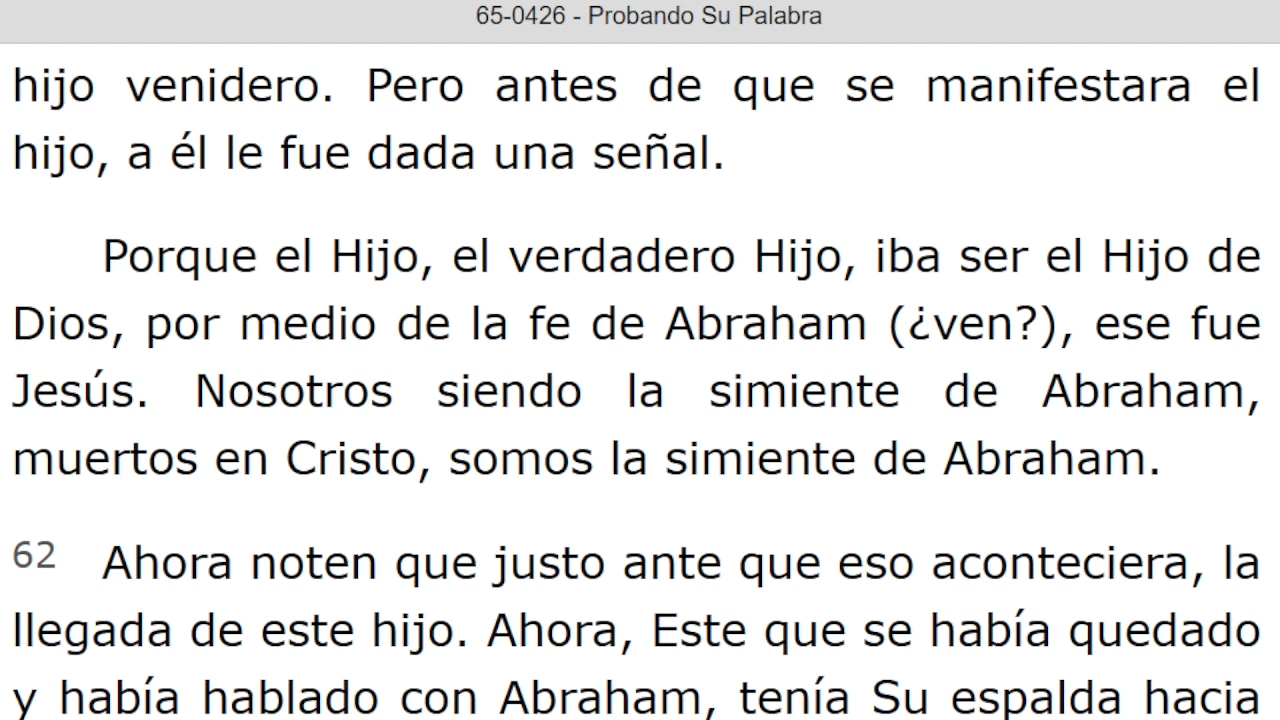 65-0426 - Probando Su Palabra
hijo venidero. Pero antes de que se manifestara el
hijo, a él le fue dada una señal.
Porque el Hijo, el verdadero Hijo, iba ser el Hijo de
Dios, por medio de la fe de Abraham (¿ven?), ese fue
Jesús. Nosotros siendo la simiente de Abraham,
muertos en Cristo, somos la simiente de Abraham.
62 Ahora noten que justo ante que eso aconteciera, la
llegada de este hijo. Ahora, Este que se había quedado
y había hablado con Abraham, tenía Su espalda hacia